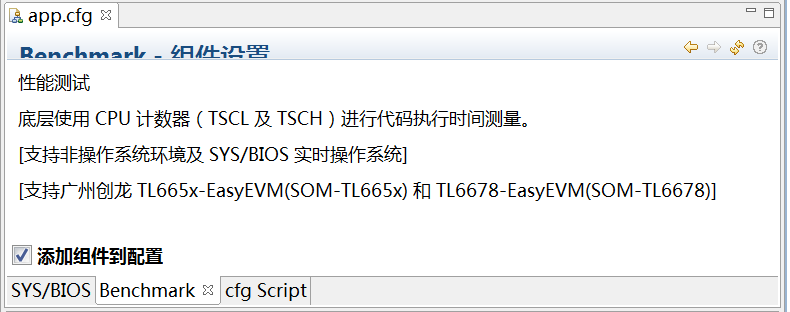 app.cfg
Benchmark - 组件设置
性能测试
底层使用 CPU 计数器（TSCL 及 TSCH）进行代码执行时间测量。
[支持非操作系统环境及 SYS/BIOS 实时操作系统]
[支持广州创龙 TL665x-EasyEVM(SOM-TL665x) 和 TL6678-EasyEVM(SOM-TL6678)]
添加组件到配置
SYS/BIOS Benchmark cfg Script